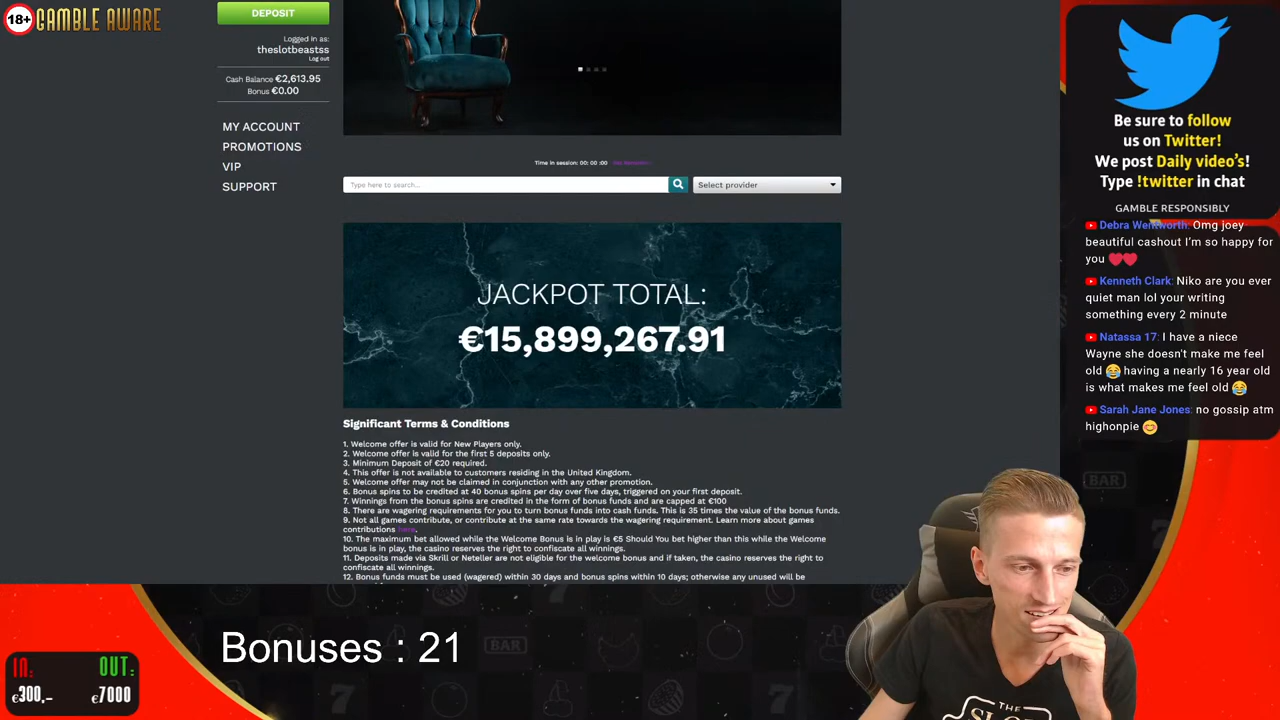 18+ GAMBLE AWARE
DEPOSIT
Logged in as:
theslotbeastss
Log out
Cash Balance €2,613.95
Bonus €0.00
MY ACCOUNT
PROMOTIONS
VIP
SUPPORT
Time in session: 00: 00 :00
Type here to search...
Select provider
JACKPOT TOTAL:
€15,899,267.91
Significant Terms & Conditions
1. Welcome offer is valid for New Players only.
2. Welcome offer is valid for the first 5 deposits only.
3. Minimum Deposit of €20 required.
4. This offer is not available to customers residing in the United Kingdom.
5. Welcome offer may not be claimed in conjunction with any other promotion.
6. Bonus spins to be credited at 40 bonus spins per day over five days, triggered on your first deposit.
7. Winnings from the bonus spins are credited in the form of bonus funds and are capped at €100
8. There are wagering requirements for you to turn bonus funds into cash funds. This is 35 times the value of the bonus funds.
9. Not all games contribute, or contribute at the same rate towards the wagering requirement. Learn more about games
contributions here.
10. The maximum bet allowed while the Welcome Bonus is in play is €5 Should You bet higher than this while the Welcome
bonus is in play, the casino reserves the right to confiscate all winnings.
11. Deposits made via Skrill or Neteller are not eligible for the welcome bonus and if taken, the casino reserves the right to
confiscate all winnings.
12. Bonus funds must be used (wagered) within 30 days and bonus spins within 10 days; otherwise any unused will be
Be sure to follow
us on Twitter!
We post Daily video's!
Type !twitter in chat
GAMBLE RESPONSIBLY
Debra Wentworth: Omg joey
beautiful cashout I'm so happy for
you ❤❤
Kenneth Clark: Niko are you ever
quiet man lol your writing
something every 2 minute
Natassa 17: I have a niece
Wayne she doesn't make me feel
old 😂 having a nearly 16 year old
is what makes me feel old 😂
Sarah Jane Jones: no gossip atm
highonpie 😊
BAR
BAR
7
7
7
Bonuses : 21
IN: OUT:
€300,- €7000
THE